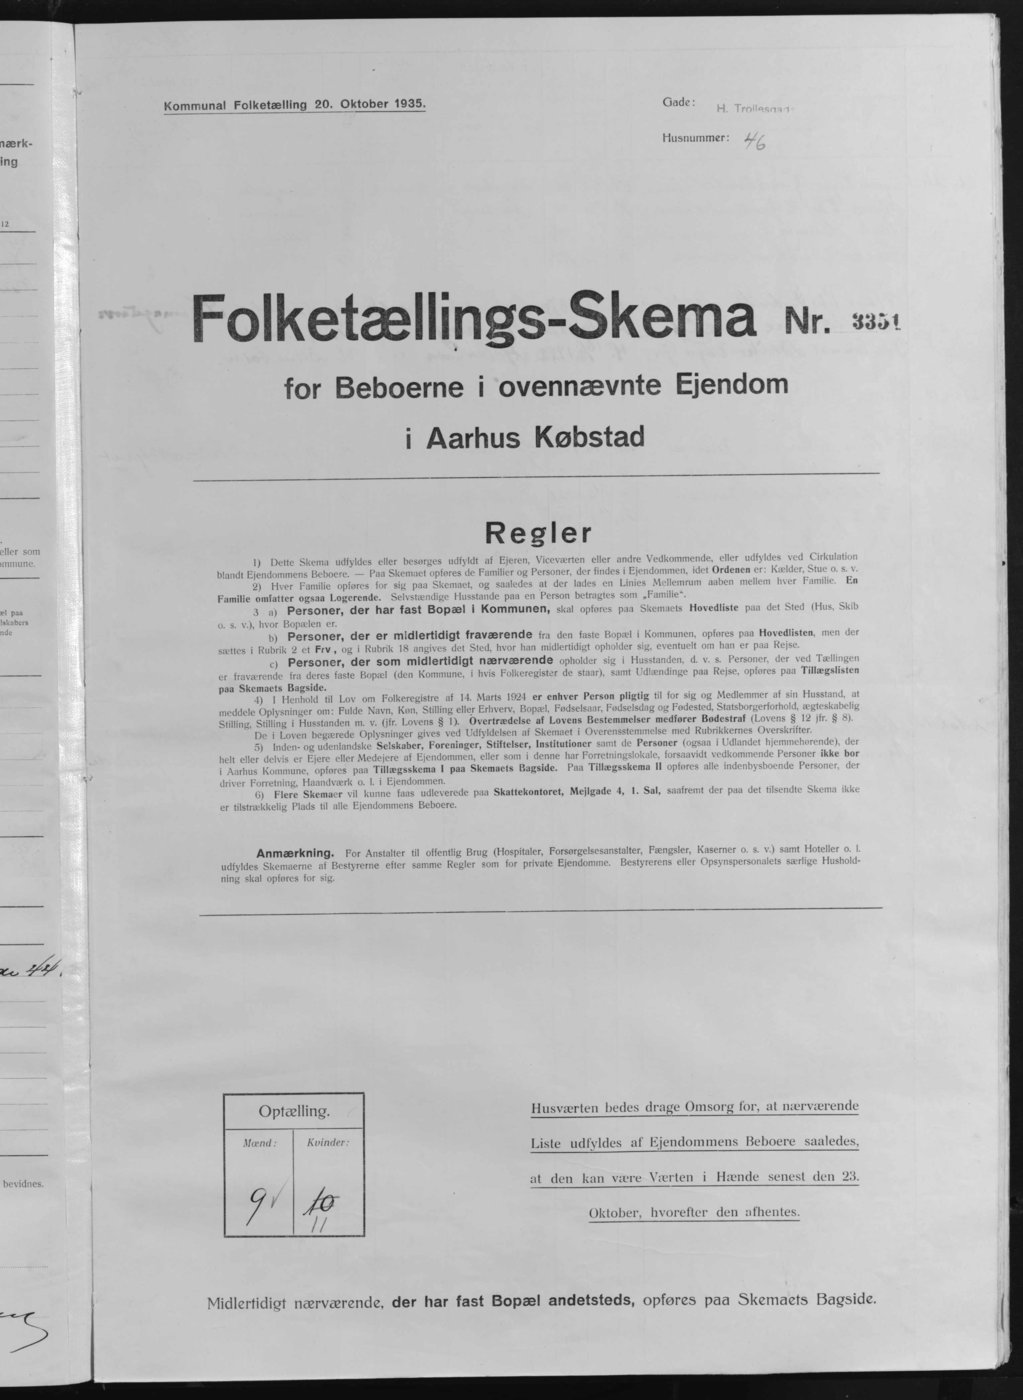 Kommunal Folketælling 20. Oktober 1935.
Gade: H. Trollesgad-
Husnummer: 46
Folketællings-Skema Nr. 3351
for Beboerne i ovennævnte Ejendom
i Aarhus Købstad
Regler
1) Dette Skema udfyldes eller besørges udfyldt af Ejeren, Viceværten eller andre Vedkommende, eller udfyldes ved Cirkulation
blandt Ejendommens Beboere. — Paa Skemaet opføres de Familier og Personer, der findes i Ejendommen, idet Ordenen er: Kælder, Stue o. s. v.
2) Hver Familie opføres for sig paa Skemaet, og saaledes at der lades en Linies Mellemrum aaben mellem hver Familie. En
Familie omfatter ogsaa Logerende. Selvstændige Husstande paa en Person betragtes som „Familie“.
3 a) Personer, der har fast Bopæl i Kommunen, skal opføres paa Skemaets Hovedliste paa det Sted (Hus, Skib
o. s. v.), hvor Bopælen er.
b) Personer, der er midlertidigt fraværende fra den faste Bopæl i Kommunen, opføres paa Hovedlisten, men der
sættes i Rubrik 2 et Frv., og i Rubrik 18 angives det Sted, hvor han midlertidigt opholder sig, eventuelt om han er paa Rejse.
c) Personer, der som midlertidigt nærværende opholder sig i Husstanden, d. v. s. Personer, der ved Tællingen
er fraværende fra deres faste Bopæl (den Kommune, i hvis Folkeregister de staar), samt Udlændinge paa Rejse, opføres paa Tillægslisten
paa Skemaets Bagside.
4) I Henhold til Lov om Folkeregistre af 14. Marts 1924 er enhver Person pligtig til for sig og Medlemmer af sin Husstand, at
meddele Oplysninger om: Fulde Navn, Køn, Stilling eller Erhverv, Bopæl, Fødselsaar, Fødselsdag og Fødested, Statsborgerforhold, ægteskabelig
Stilling, Stilling i Husstanden m. v. (jfr. Lovens § 1). Overtrædelse af Lovens Bestemmelser medfører Bødestraf (Lovens § 12 jfr. § 8).
De i Loven begærede Oplysninger gives ved Udfyldelsen af Skemaet i Overensstemmelse med Rubrikkernes Overskrifter.
5) Inden- og udenlandske Selskaber, Foreninger, Stiftelser, Institutioner samt de Personer (ogsaa i Udlandet hjemmehørende), der
helt eller delvis er Ejere eller Medejere af Ejendommen, eller som i denne har Forretningslokale, forsaavidt vedkommende Personer ikke bor
i Aarhus Kommune, opføres paa Tillægsskema I paa Skemaets Bagside. Paa Tillægsskema II opføres alle indenbysboende Personer, der
driver Forretning, Haandværk o. l. i Ejendommen.
6) Flere Skemaer vil kunne faas udleverede paa Skattekontoret, Mejlgade 4, 1. Sal, saafremt der paa det tilsendte Skema ikke
er tilstrækkelig Plads til alle Ejendommens Beboere.
Anmærkning. For Anstalter til offentlig Brug (Hospitaler, Forsørgelsesanstalter, Fængsler, Kaserner o. s. v.) samt Hoteller o. l.
udfyldes Skemaerne af Bestyrerne efter samme Regler som for private Ejendomme. Bestyrerens eller Opsynspersonalets særlige Hushold-
ning skal opføres for sig.
Optælling.
Mænd: Kvinder:
9 10
11
Husværten bedes drage Omsorg for, at nærværende
Liste udfyldes af Ejendommens Beboere saaledes,
at den kan være Værten i Hænde senest den 23.
Oktober, hvorefter den afhentes.
Midlertidigt nærværende, der har fast Bopæl andetsteds, opføres paa Skemaets Bagside.
nærk-
ing
12
eller som
ommune.
el paa
lskabers
nde
44.
bevidnes.